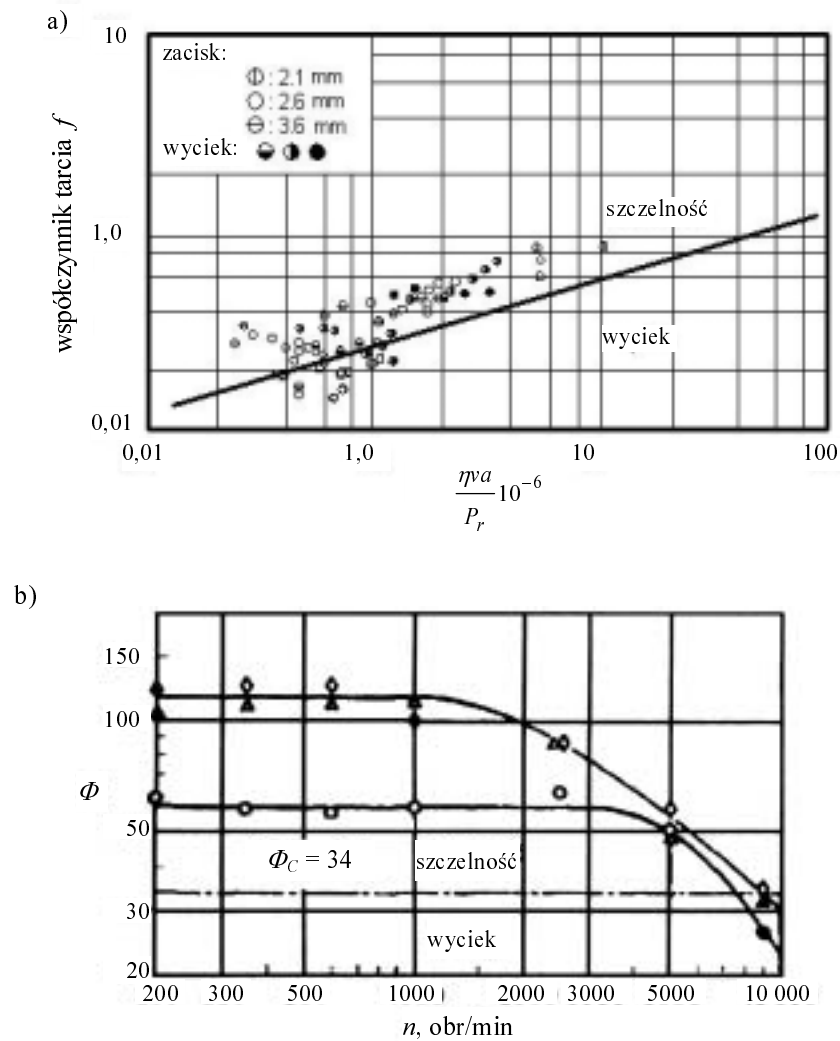 a)
10
zacisk:
: 2.1 mm
: 2.6 mm
: 3.6 mm
wyciek:
współczynnik tarcia f
szczelność
1,0
wyciek
0,01
0,01 1,0 10 100
ηva/P_r 10⁻⁶
b)
150
100
Φ
50
Φ_C = 34 szczelność
30
wyciek
20
200 300 500 1000 2000 3000 5000 10 000
n, obr/min